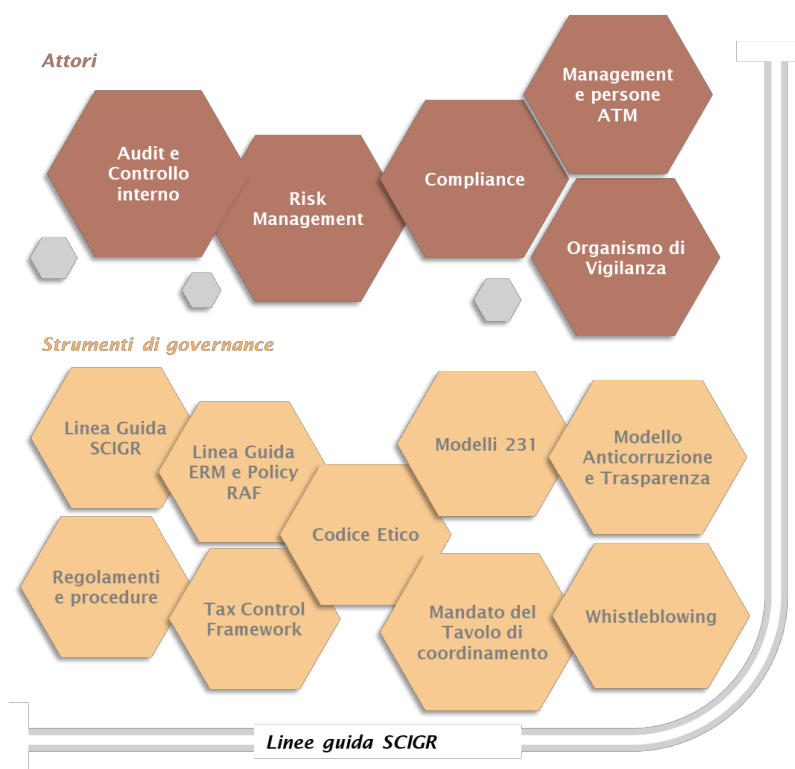 Attori
Audit e
Controllo
interno
Risk
Management
Compliance
Management
e persone
ATM
Organismo di
Vigilanza
Strumenti di governance
Linea Guida
SCIGR
Linea Guida
ERM e Policy
RAF
Codice Etico
Modelli 231
Modello
Anticorruzione
e Trasparenza
Regolamenti
e procedure
Tax Control
Framework
Mandato del
Tavolo di
coordinamento
Whistleblowing
Linee guida SCIGR